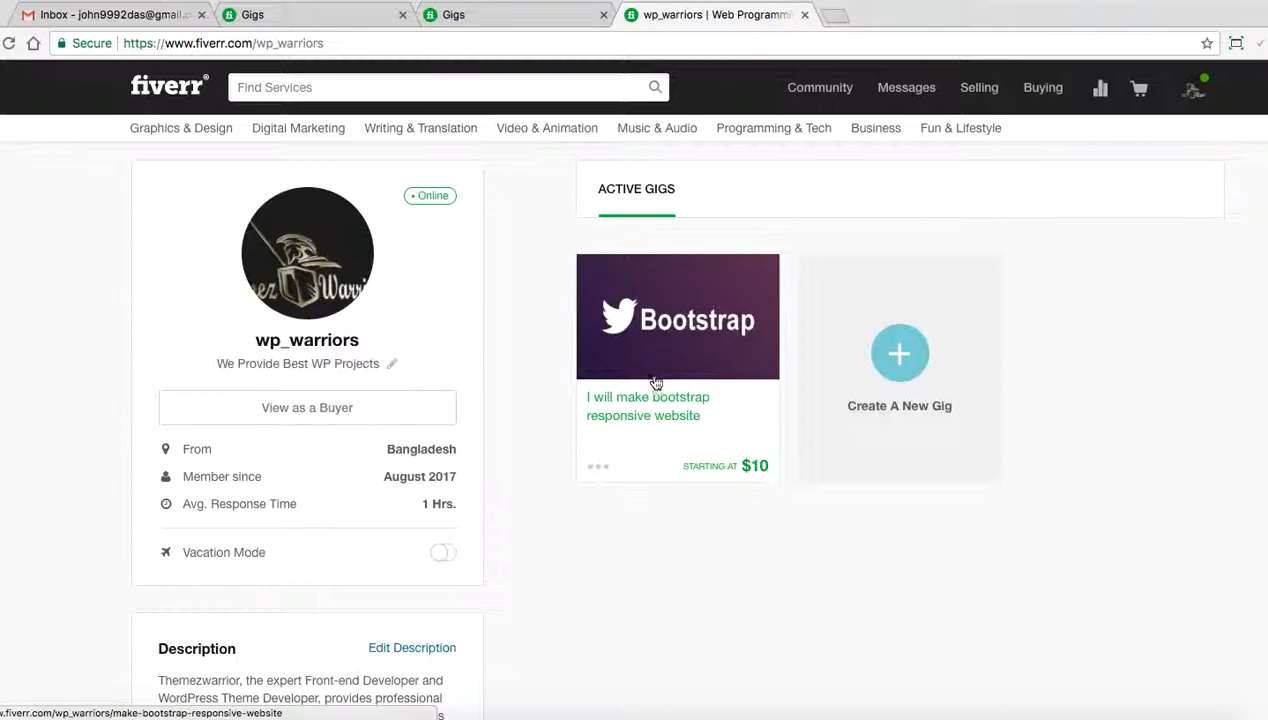 Inbox - john9992das@gmail.c
Gigs
Gigs
wp_warriors | Web Programmi
Secure https://www.fiverr.com/wp_warriors
fiverr®
Find Services
Community
Messages
Selling
Buying
Graphics & Design
Digital Marketing
Writing & Translation
Video & Animation
Music & Audio
Programming & Tech
Business
Fun & Lifestyle
• Online
ez Warri
wp_warriors
We Provide Best WP Projects
View as a Buyer
From Bangladesh
Member since August 2017
Avg. Response Time 1 Hrs.
Vacation Mode
Description Edit Description
Themezwarrior, the expert Front-end Developer and
WordPress Theme Developer, provides professional
ACTIVE GIGS
Bootstrap
I will make bootstrap
responsive website
STARTING AT $10
Create A New Gig
w.fiverr.com/wp_warriors/make-bootstrap-responsive-website